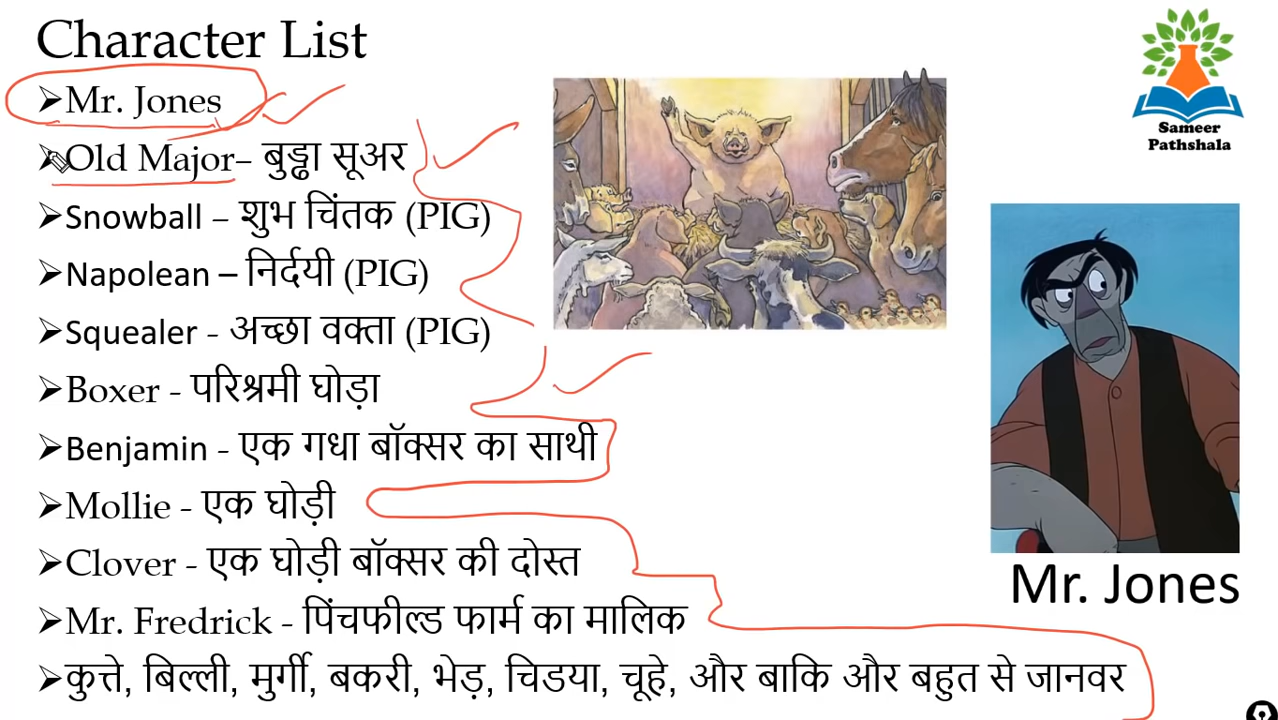 Character List
➢Mr. Jones
➢Old Major– बुड्ढा सूअर
➢Snowball – शुभ चिंतक (PIG)
➢Napolean – निर्दयी (PIG)
➢Squealer - अच्छा वक्ता (PIG)
➢Boxer - परिश्रमी घोड़ा
➢Benjamin - एक गधा बॉक्सर का साथी
➢Mollie - एक घोड़ी
➢Clover - एक घोड़ी बॉक्सर की दोस्त
➢Mr. Fredrick - पिंचफील्ड फार्म का मालिक
➢कुत्ते, बिल्ली, मुर्गी, बकरी, भेड़, चिडया, चूहे, और बाकि और बहुत से जानवर
Sameer
Pathshala
Mr. Jones